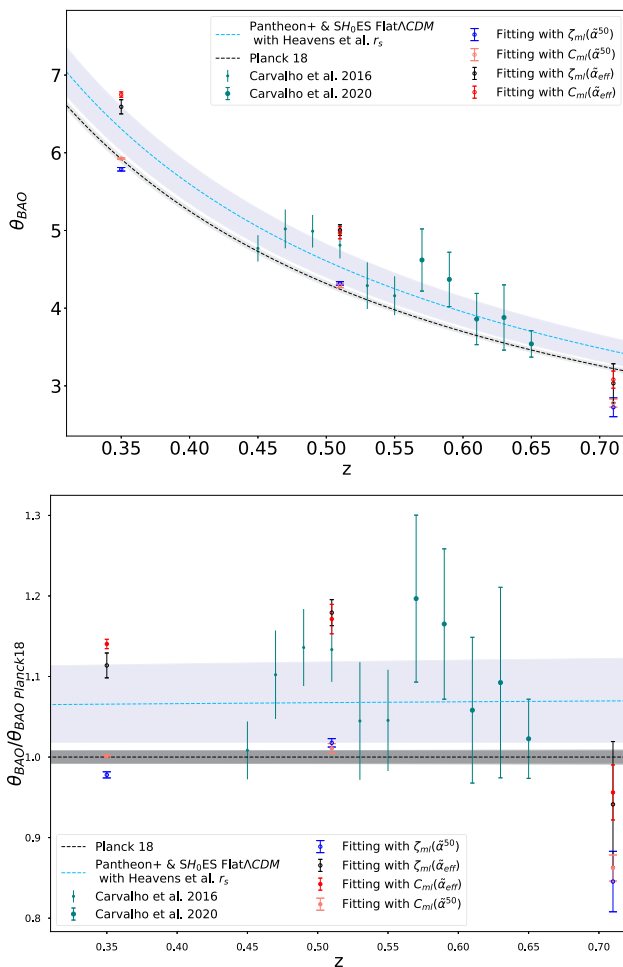 Pantheon+ & SH₀ES FlatΛCDM
with Heavens et al. rₛ
Planck 18
Carvalho et al. 2016
Carvalho et al. 2020
Fitting with ζₘₗ(α̃⁵⁰)
Fitting with Cₘₗ(α̃⁵⁰)
Fitting with ζₘₗ(α̃ₑff)
Fitting with Cₘₗ(α̃ₑff)
7
6
5
4
3
θ_BAO
0.35 0.40 0.45 0.50 0.55 0.60 0.65 0.70
z
1.3
1.2
1.1
1.0
0.9
0.8
θ_BAO/θ_BAO Planck18
Planck 18
Pantheon+ & SH₀ES FlatΛCDM
with Heavens et al. rₛ
Carvalho et al. 2016
Carvalho et al. 2020
Fitting with ζₘₗ(α̃⁵⁰)
Fitting with ζₘₗ(α̃ₑff)
Fitting with Cₘₗ(α̃ₑff)
Fitting with Cₘₗ(α̃⁵⁰)
0.35 0.40 0.45 0.50 0.55 0.60 0.65 0.70
z